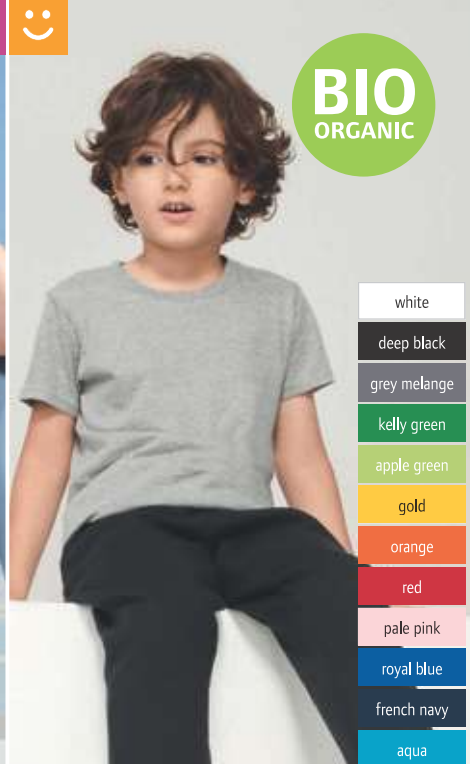 BIO
ORGANIC
white
deep black
grey melange
kelly green
apple green
gold
orange
red
pale pink
royal blue
french navy
aqua